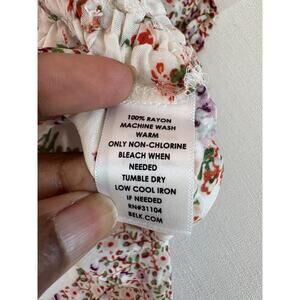 100% RAYON
MACHINE WASH
WARM
ONLY NON-CHLORINE
BLEACH WHEN
NEEDED
TUMBLE DRY
LOW COOL IRON
IF NEEDED
RN#31104
BELK.COM